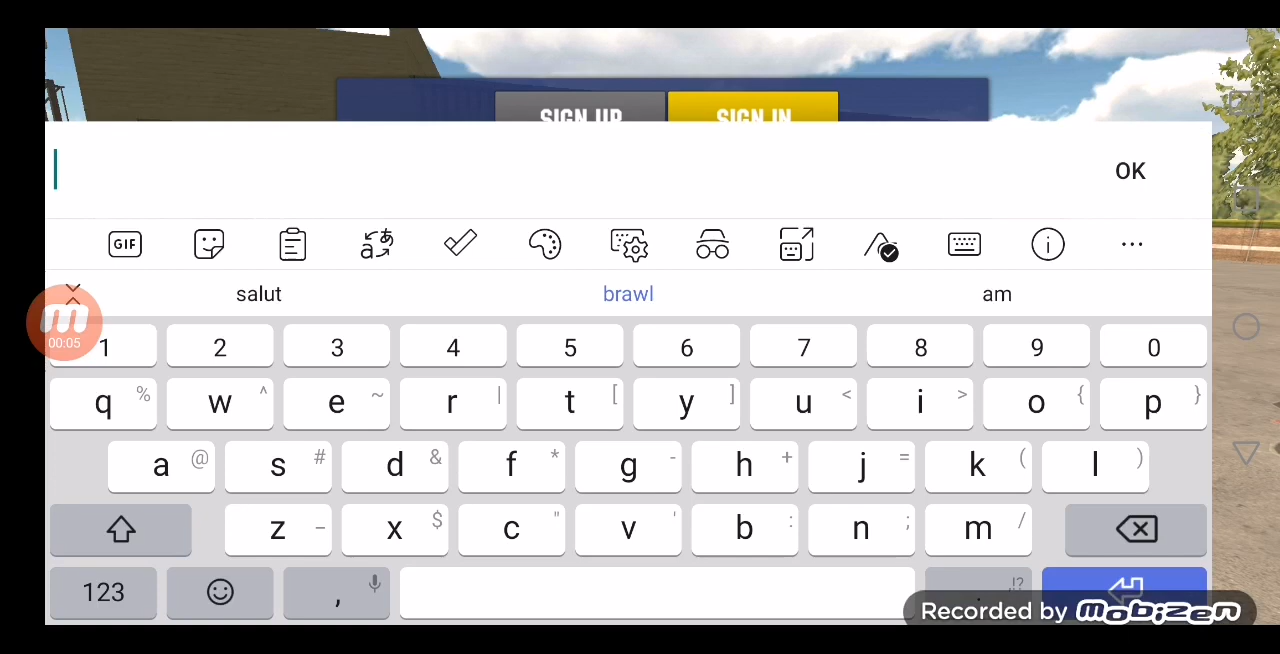 SIGN UP SIGN IN
OK
GIF
salut brawl am
00:05
1 2 3 4 5 6 7 8 9 0
q % w ^ e ~ r | t [ y ] u < i > o { p }
a @ s # d & f * g - h + j = k ( l )
z _ x $ c " v ' b : n ; m /
123 , . ,!?
Recorded by mobizen